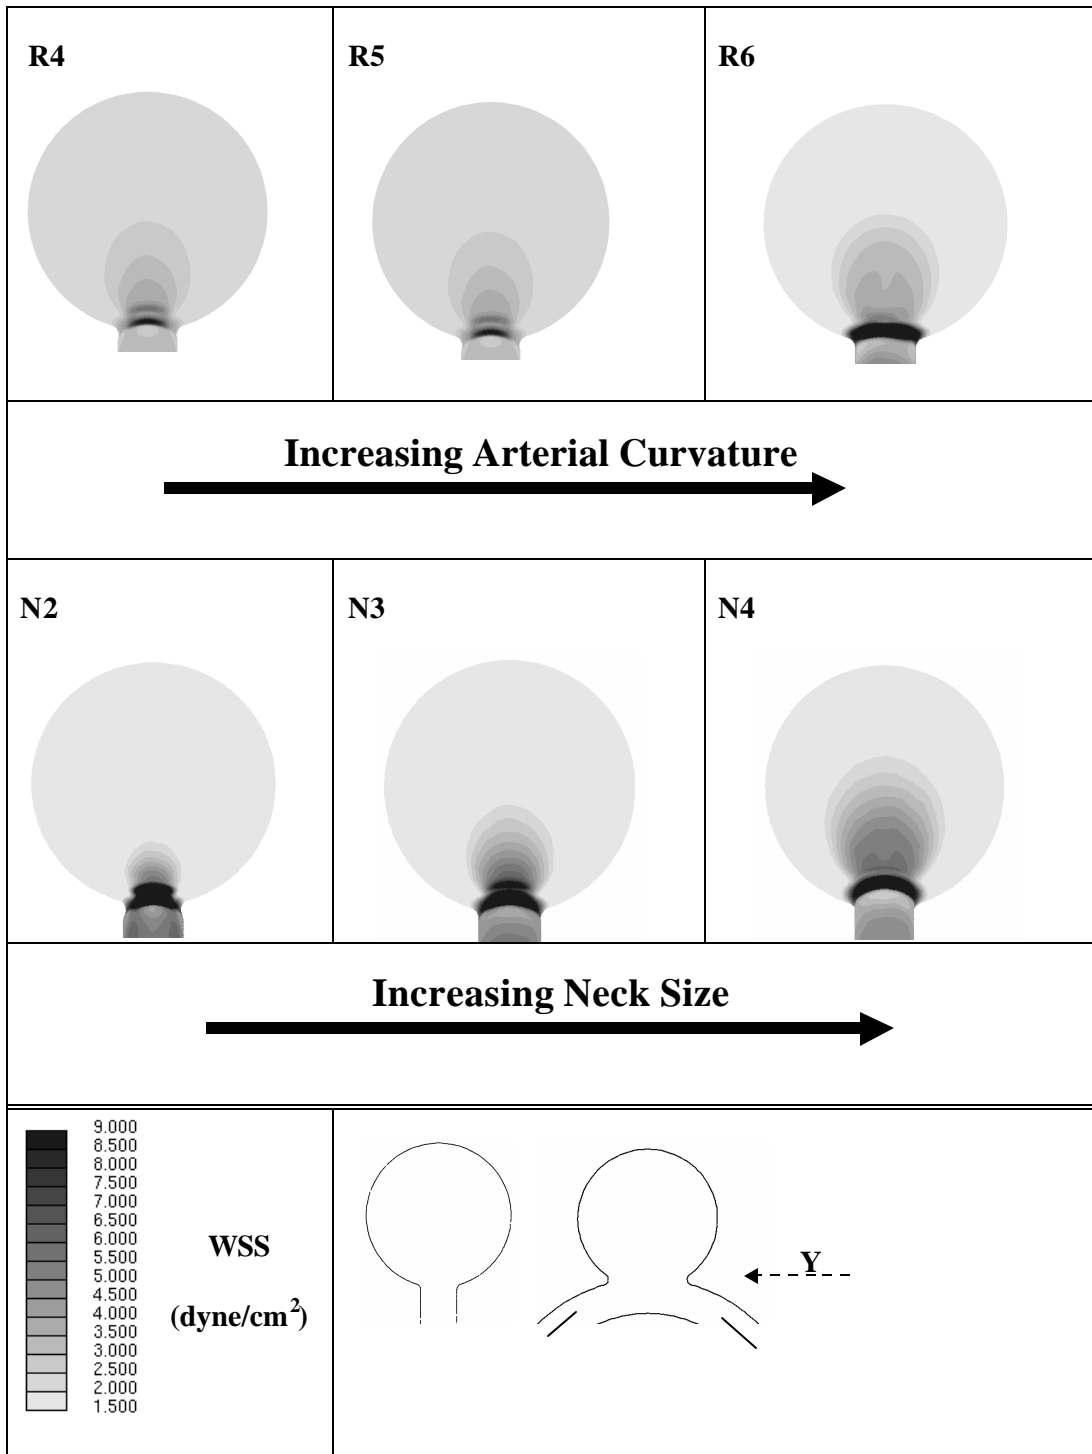 R4 R5 R6
Increasing Arterial Curvature
N2 N3 N4
Increasing Neck Size
9.000
8.500
8.000
7.500
7.000
6.500
6.000
5.500
5.000
4.500
4.000
3.500
3.000
2.500
2.000
1.500
WSS
(dyne/cm²)
Y